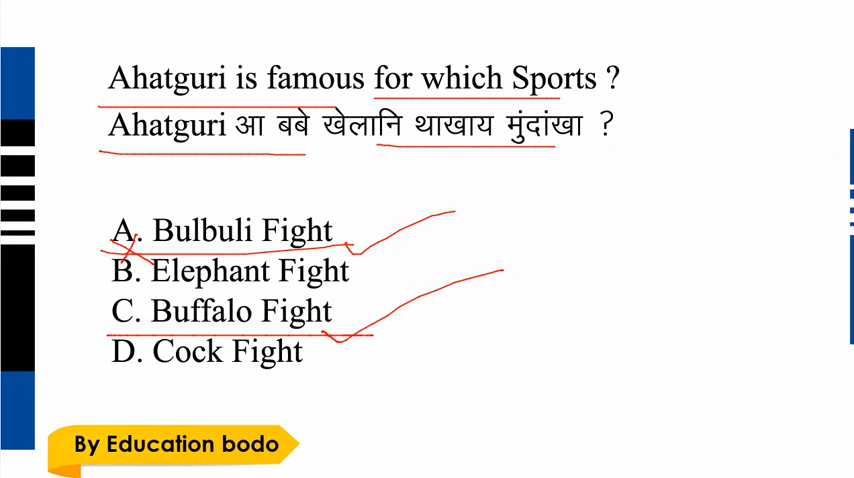 Ahatguri is famous for which Sports ?
Ahatguri आ बबे खेलानि थाखाय मुंदांखा ?
A. Bulbuli Fight
B. Elephant Fight
C. Buffalo Fight
D. Cock Fight
By Education bodo